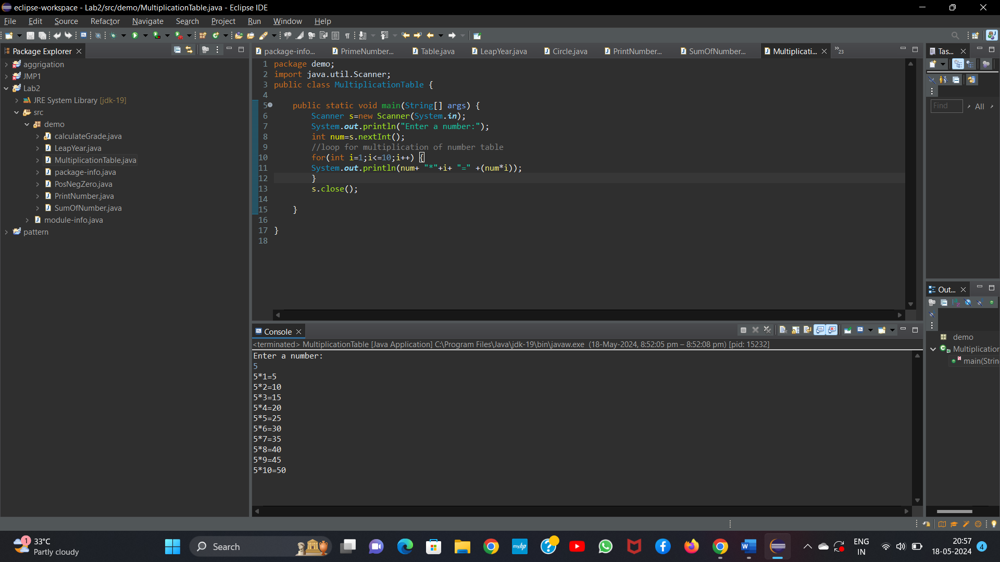 eclipse-workspace - Lab2/src/demo/MultiplicationTable.java - Eclipse IDE
File Edit Source Refactor Navigate Search Project Run Window Help
Package Explorer
aggrigation
JMP1
Lab2
JRE System Library [jdk-19]
src
demo
calculateGrade.java
LeapYear.java
MultiplicationTable.java
package-info.java
PosNegZero.java
PrintNumber.java
SumOfNumber.java
module-info.java
pattern
package-info... PrimeNumber... Table.java LeapYear.java Circle.java PrintNumber... SumOfNumber... Multiplicati... »23
1 package demo;
2 import java.util.Scanner;
3 public class MultiplicationTable {
4
5 public static void main(String[] args) {
6 Scanner s=new Scanner(System.in);
7 System.out.println("Enter a number:");
8 int num=s.nextInt();
9 //loop for multiplication of number table
10 for(int i=1;i<=10;i++) {
11 System.out.println(num+ "*"+i+ "=" +(num*i));
12 }
13 s.close();
14
15 }
16
17 }
18
Console
<terminated> MultiplicationTable [Java Application] C:\Program Files\Java\jdk-19\bin\javaw.exe (18-May-2024, 8:52:05 pm – 8:52:08 pm) [pid: 15232]
Enter a number:
5
5*1=5
5*2=10
5*3=15
5*4=20
5*5=25
5*6=30
5*7=35
5*8=40
5*9=45
5*10=50
Tas...
Find All
Out...
demo
Multiplication
main(Strin
1
33°C
Partly cloudy
Search
myhp
ENG
IN
20:57
18-05-2024
4